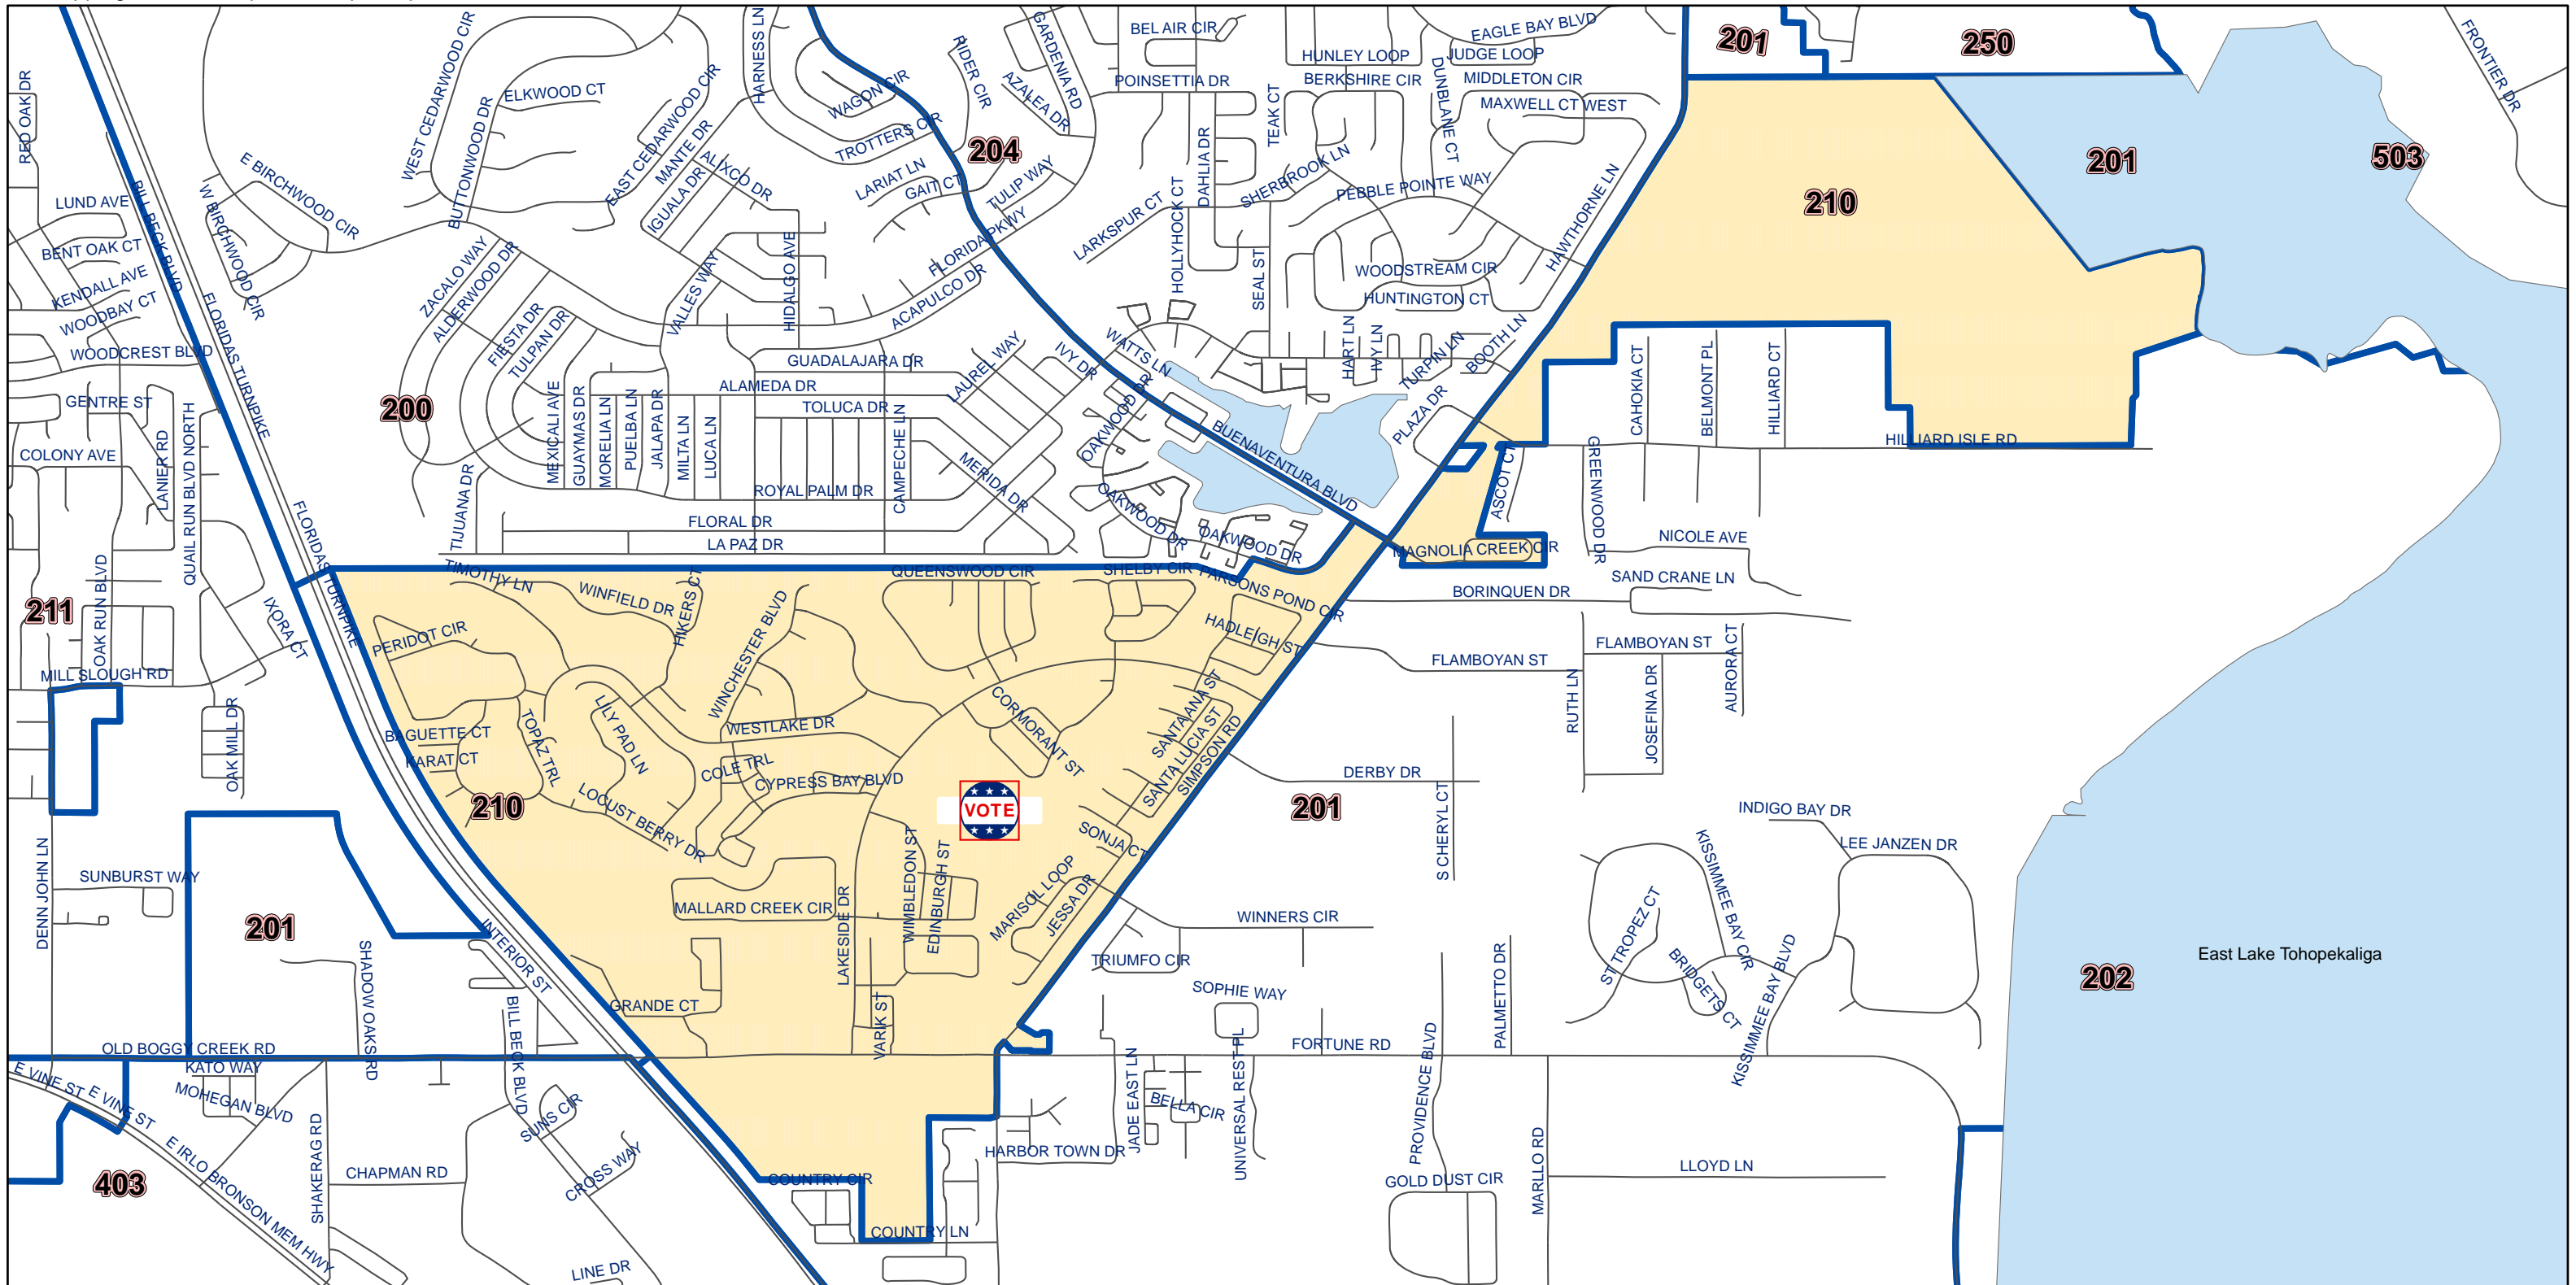 WEST CEDARWOOD CIR
HARNESS LN
RIDER CIR
GARDENIA RD
BEL AIR CIR
EAGLE BAY BLVD
201
250
FRONTIER DR
HUNLEY LOOP
JUDGE LOOP
RED OAK DR
ELKWOOD CT
EAST CEDARWOOD CIR
WAGON CIR
AZALEA DR
POINSETTIA DR
BERKSHIRE CIR
DUNBLANE CT
MIDDLETON CIR
MAXWELL CT WEST
BUTTONWOOD DR
MANTE DR
TROTTERS CIR
204
TEAK CT
DAHLIA DR
201
503
E BIRCHWOOD CIR
ALIXCO DR
IGUALA DR
LARIAT LN
GAIT CT
TULIP WAY
SHERBROOK LN
PEBBLE POINTE WAY
HAWTHORNE LN
210
LUND AVE
BILL BECK BLVD
W BIRCHWOOD CIR
LARKSPUR CT
HOLLYHOCK CT
BENT OAK CT
ZACALO WAY
ALDERWOOD DR
HIDALGO AVE
FLORIDA PKWY
SEAL ST
KENDALL AVE
VALLES WAY
ACAPULCO DR
WOODSTREAM CIR
WOODBAY CT
FLORIDAS TURNPIKE
FIESTA DR
TULPAN DR
HUNTINGTON CT
WOODCREST BLVD
GUADALAJARA DR
LAUREL WAY
IVY DR
WATTS LN
HART LN
IVY LN
TURPIN LN
BOOTH LN
CAHOKIA CT
BELMONT PL
HILLIARD CT
GENTRE ST
200
ALAMEDA DR
TOLUCA DR
OAKWOOD DR
PLAZA DR
MEXICALI AVE
GUAYMAS DR
MORELIA LN
PUELBA LN
JALAPA DR
MILTA LN
LUCA LN
CAMPECHE LN
BUENAVENTURA BLVD
HILLIARD ISLE RD
COLONY AVE
LANIER RD
QUAIL RUN BLVD NORTH
TIJUANA DR
ROYAL PALM DR
MERIDA DR
OAKWOOD DR
ASCOT CT
GREENWOOD DR
FLORAL DR
LA PAZ DR
OAKWOOD DR
FLORIDAS TURNPIKE
MAGNOLIA CREEK CIR
NICOLE AVE
TIMOTHY LN
WINFIELD DR
HIKERS CT
QUEENSWOOD CIR
SHELBY CIR
PARSONS POND CIR
SAND CRANE LN
BORINQUEN DR
211
OAK RUN BLVD
IXORA CT
PERIDOT CIR
WINCHESTER BLVD
HADLEIGH ST
FLAMBOYAN ST
FLAMBOYAN ST
MILL SLOUGH RD
OAK MILL DR
LILY PAD LN
CORMORANT ST
SANTA ANA ST
SANTA LUCIA ST
SIMPSON RD
RUTH LN
JOSEFINA DR
AURORA CT
BAGUETTE CT
KARAT CT
TOPAZ TRL
WESTLAKE DR
COLE TRL
CYPRESS BAY BLVD
DERBY DR
210
LOCUST BERRY DR
VOTE
SONJA CT
201
S CHERYL CT
INDIGO BAY DR
LEE JANZEN DR
DENN JOHN LN
SUNBURST WAY
WIMBLEDON ST
EDINBURGH ST
MARISOL LOOP
JESSA DR
KISSIMMEE BAY CIR
ST TROPEZ CT
201
MALLARD CREEK CIR
LAKESIDE DR
WINNERS CIR
INTERIOR ST
TRIUMFO CIR
PALMETTO DR
BRIDGETS CT
KISSIMMEE BAY BLVD
East Lake Tohopekaliga
202
SHADOW OAKS RD
GRANDE CT
VARIK ST
SOPHIE WAY
BILL BECK BLVD
OLD BOGGY CREEK RD
FORTUNE RD
E VINE ST
E VINE ST
KATO WAY
MOHEGAN BLVD
SUNS CIR
JADE EAST LN
BELLA CIR
UNIVERSAL REST PL
PROVIDENCE BLVD
403
E IRLO BRONSON MEM HWY
SHAKERAG RD
CHAPMAN RD
CROSS WAY
COUNTRY CIR
HARBOR TOWN DR
GOLD DUST CIR
MARLLO RD
LLOYD LN
COUNTRY LN
LINE DR